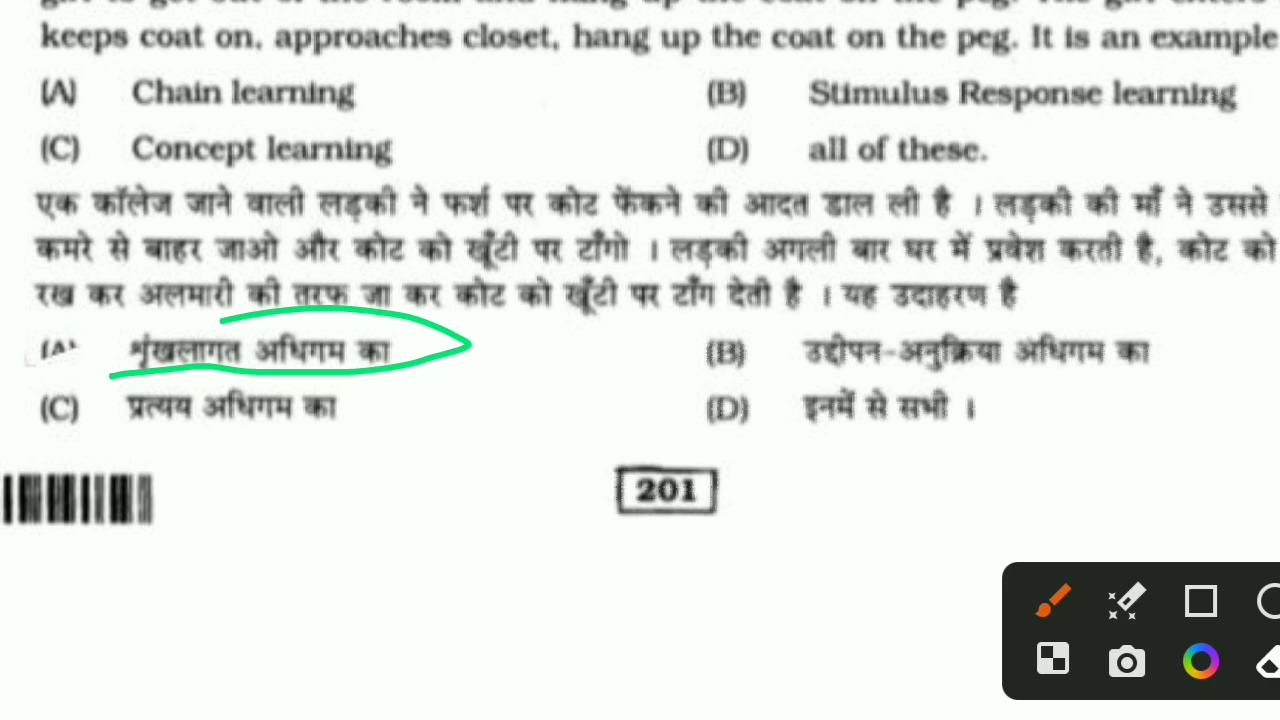 keeps coat on, approaches closet, hang up the coat on the peg. It is an example
(A) Chain learning (B) Stimulus Response learning
(C) Concept learning (D) all of these.
एक कॉलेज जाने वाली लड़की ने फर्श पर कोट फेंकने की आदत डाल ली है । लड़की की माँ ने उससे
कमरे से बाहर जाओ और कोट को खूँटी पर टाँगो । लड़की अगली बार घर में प्रवेश करती है, कोट को
रख कर अलमारी की तरफ जा कर कोट को खूँटी पर टाँग देती है । यह उदाहरण है
(A) शृंखलागत अधिगम का (B) उद्दीपन-अनुक्रिया अधिगम का
(C) प्रत्यय अधिगम का (D) इनमें से सभी ।
201